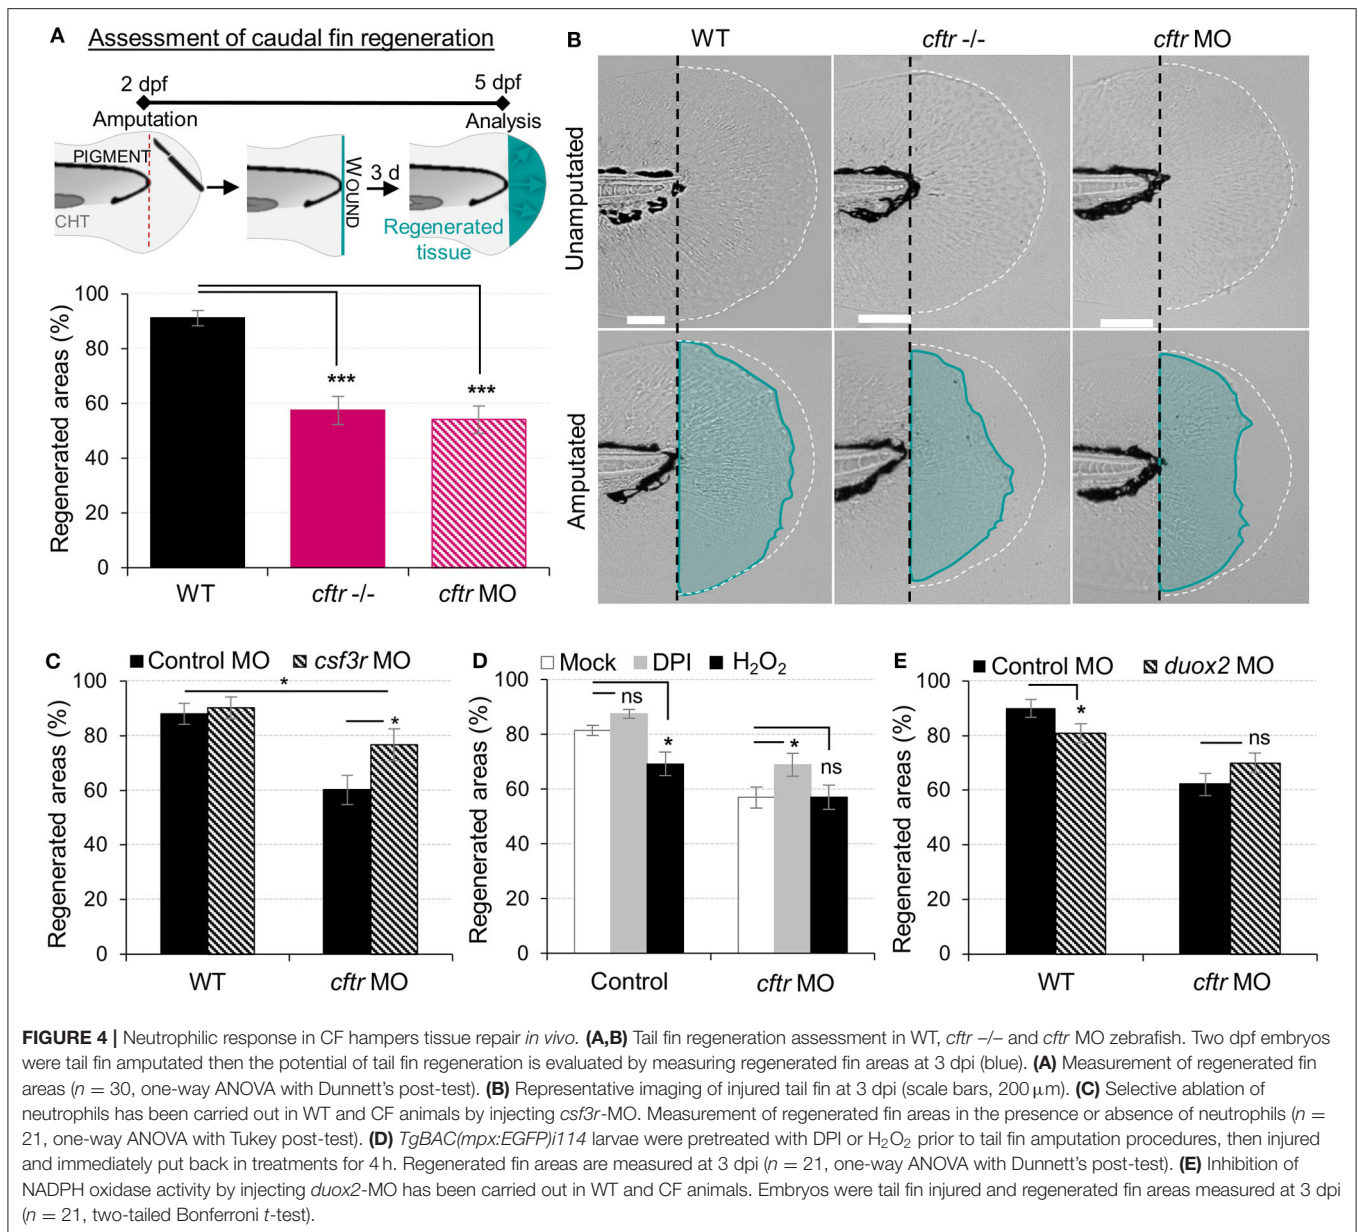 A Assessment of caudal fin regeneration
2 dpf 5 dpf
Amputation Analysis
PIGMENT
CHT
WOUND
3 d
Regenerated
tissue
Regenerated areas (%)
100
80
60
40
20
0
***
***
WT cftr -/- cftr MO
B WT cftr -/- cftr MO
Unamputated
Amputated
C Control MO csf3r MO
Regenerated areas (%)
100
80
60
40
20
0
*
*
WT cftr MO
D Mock DPI H₂O₂
Regenerated areas (%)
100
80
60
40
20
0
ns
*
*
ns
Control cftr MO
E Control MO duox2 MO
Regenerated areas (%)
100
80
60
40
20
0
*
ns
WT cftr MO
FIGURE 4 | Neutrophilic response in CF hampers tissue repair in vivo. (A,B) Tail fin regeneration assessment in WT, cftr –/– and cftr MO zebrafish. Two dpf embryos
were tail fin amputated then the potential of tail fin regeneration is evaluated by measuring regenerated fin areas at 3 dpi (blue). (A) Measurement of regenerated fin
areas (n = 30, one-way ANOVA with Dunnett's post-test). (B) Representative imaging of injured tail fin at 3 dpi (scale bars, 200 μm). (C) Selective ablation of
neutrophils has been carried out in WT and CF animals by injecting csf3r-MO. Measurement of regenerated fin areas in the presence or absence of neutrophils (n =
21, one-way ANOVA with Tukey post-test). (D) TgBAC(mpx:EGFP)i114 larvae were pretreated with DPI or H₂O₂ prior to tail fin amputation procedures, then injured
and immediately put back in treatments for 4 h. Regenerated fin areas are measured at 3 dpi (n = 21, one-way ANOVA with Dunnett's post-test). (E) Inhibition of
NADPH oxidase activity by injecting duox2-MO has been carried out in WT and CF animals. Embryos were tail fin injured and regenerated fin areas measured at 3 dpi
(n = 21, two-tailed Bonferroni t-test).